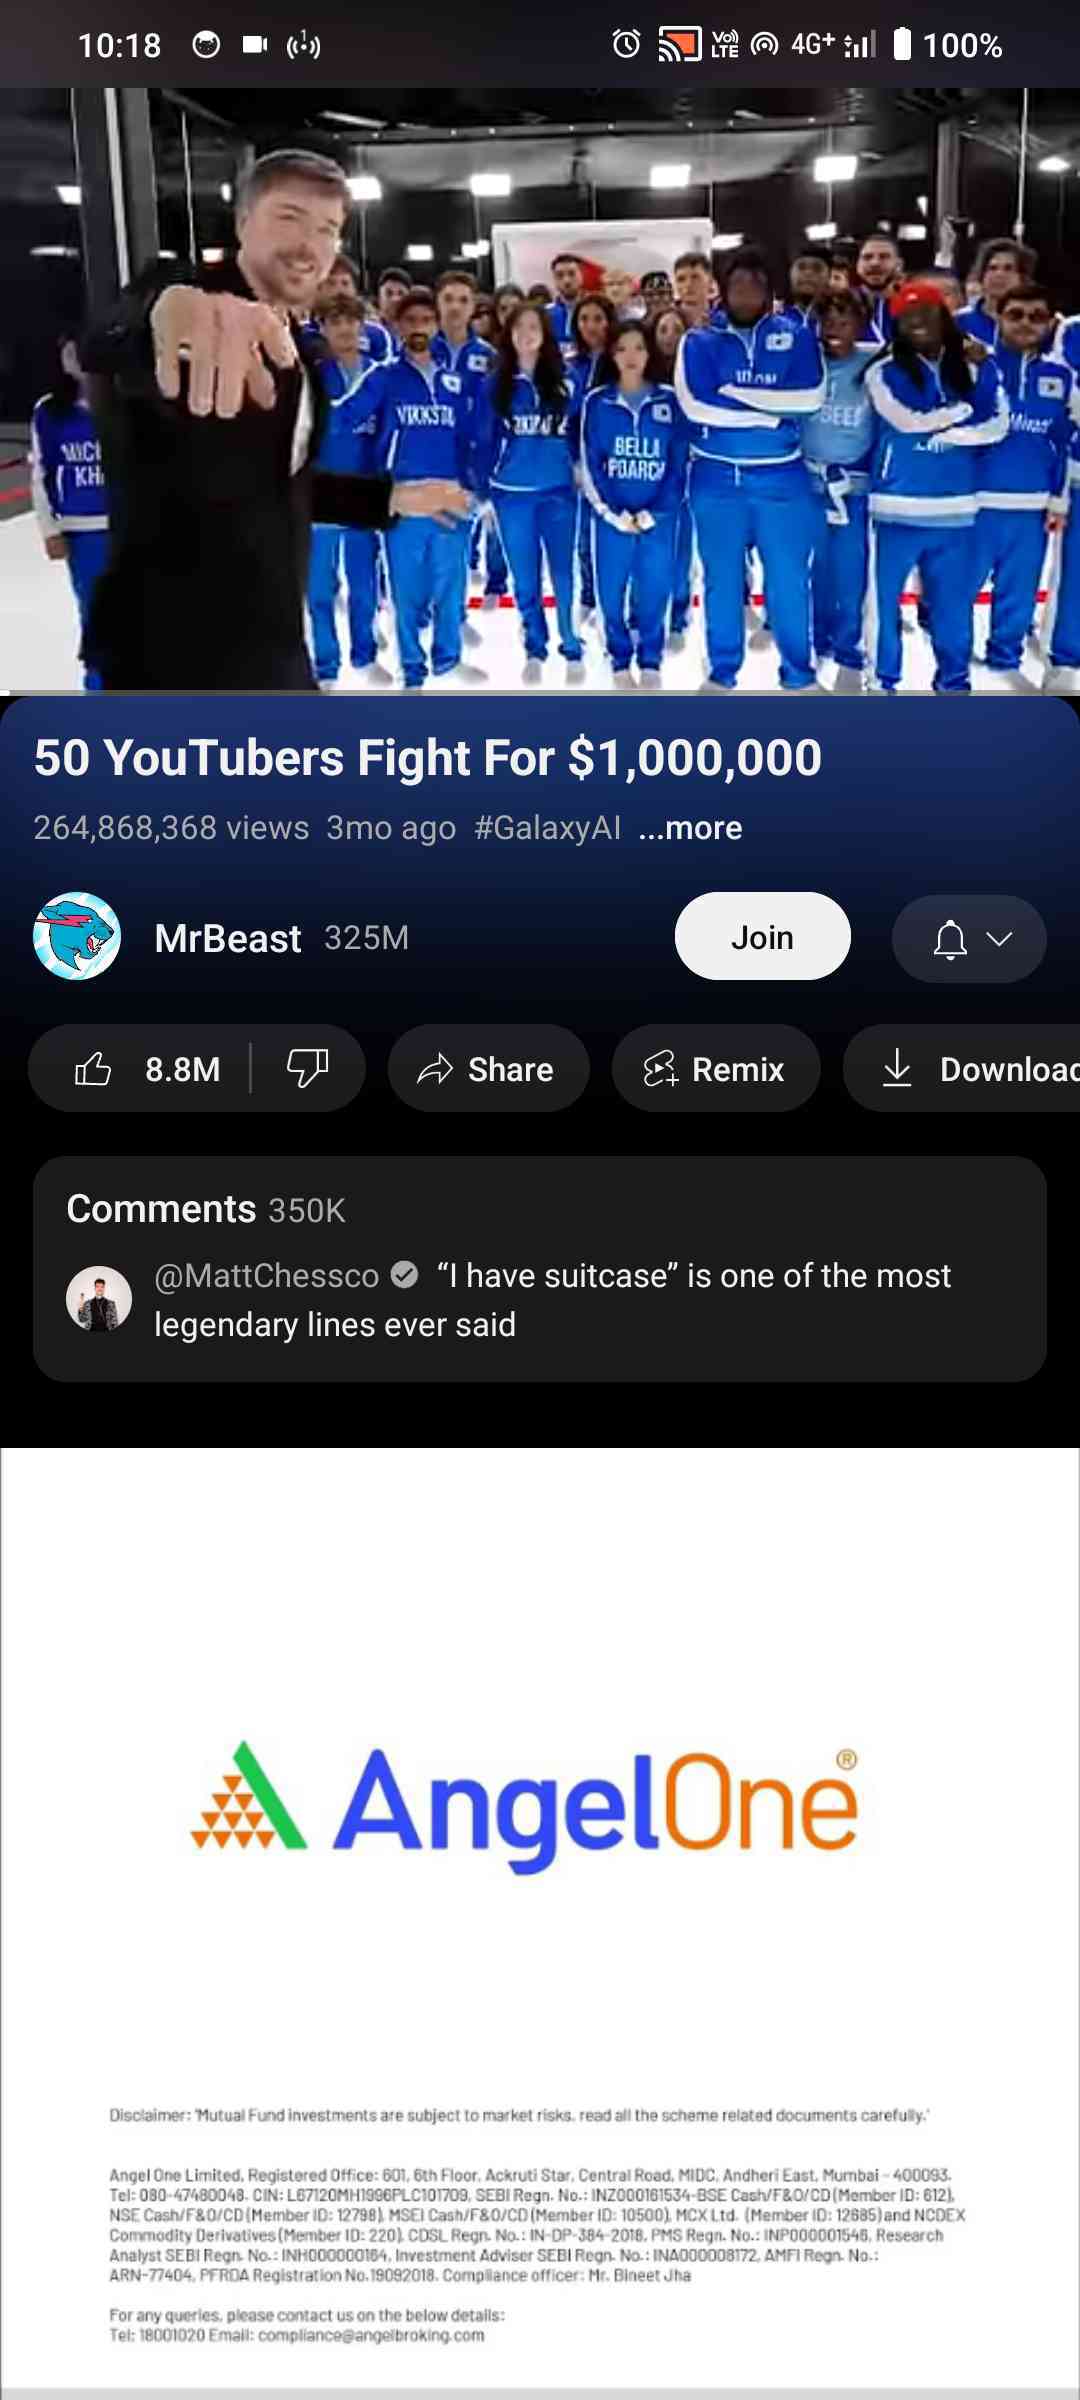 10:18 Vo) LTE 4G+ 100%
VIRKSTA
BELLA
POARCH
50 YouTubers Fight For $1,000,000
264,868,368 views 3mo ago #GalaxyAI ...more
MrBeast 325M Join
8.8M Share Remix Download
Comments 350K
@MattChessco “I have suitcase” is one of the most
legendary lines ever said
AngelOne®
Disclaimer: 'Mutual Fund investments are subject to market risks, read all the scheme related documents carefully.'
Angel One Limited, Registered Office: 601, 6th Floor, Ackruti Star, Central Road, MIDC, Andheri East, Mumbai - 400093.
Tel: 080-47480048. CIN: L67120MH1996PLC101709, SEBI Regn. No.: INZ000161534-BSE Cash/F&O/CD (Member ID: 612),
NSE Cash/F&O/CD (Member ID: 12798), MSEI Cash/F&O/CD (Member ID: 10500), MCX Ltd. (Member ID: 12685) and NCDEX
Commodity Derivatives (Member ID: 220), CDSL Regn. No.: IN-DP-384-2018, PMS Regn. No.: INP000001546, Research
Analyst SEBI Regn. No.: INH000000164, Investment Adviser SEBI Regn. No.: INA000008172, AMFI Regn. No.:
ARN-77404, PFRDA Registration No.19092018. Compliance officer: Mr. Bineet Jha
For any queries, please contact us on the below details:
Tel: 18001020 Email: compliance@angelbroking.com